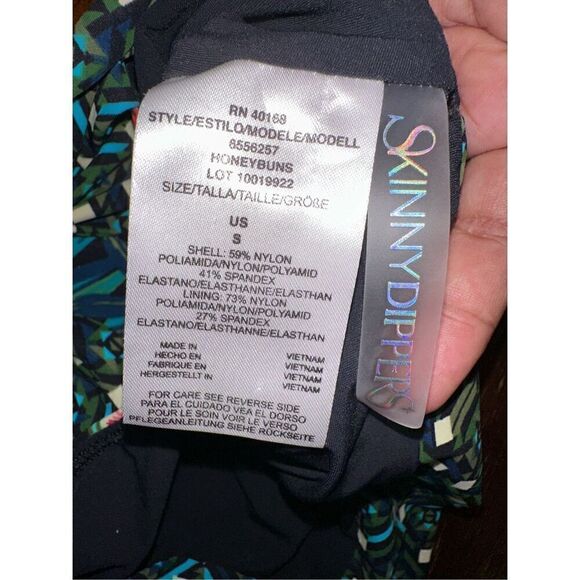 RN 40168
STYLE/ESTILO/MODELE/MODELL
8556257
HONEYBUNS
LOT 10019922
SIZE/TALLA/TAILLE/GRÖßE
US
S
SHELL: 59% NYLON
POLIAMIDA/NYLON/POLYAMID
41% SPANDEX
ELASTANO/ELASTHANNE/ELASTHAN
LINING: 73% NYLON
POLIAMIDA/NYLON/POLYAMID
27% SPANDEX
ELASTANO/ELASTHANNE/ELASTHAN
MADE IN VIETNAM
HECHO EN VIETNAM
FABRIQUE EN VIETNAM
HERGESTELLT IN VIETNAM
FOR CARE SEE REVERSE SIDE
PARA EL CUIDADO VEA EL DORSO
POUR LE SOIN VOIR LE VERSO
PFLEGEANLEITUNG SIEHE RÜCKSEITE
SKINNY DIPPERS